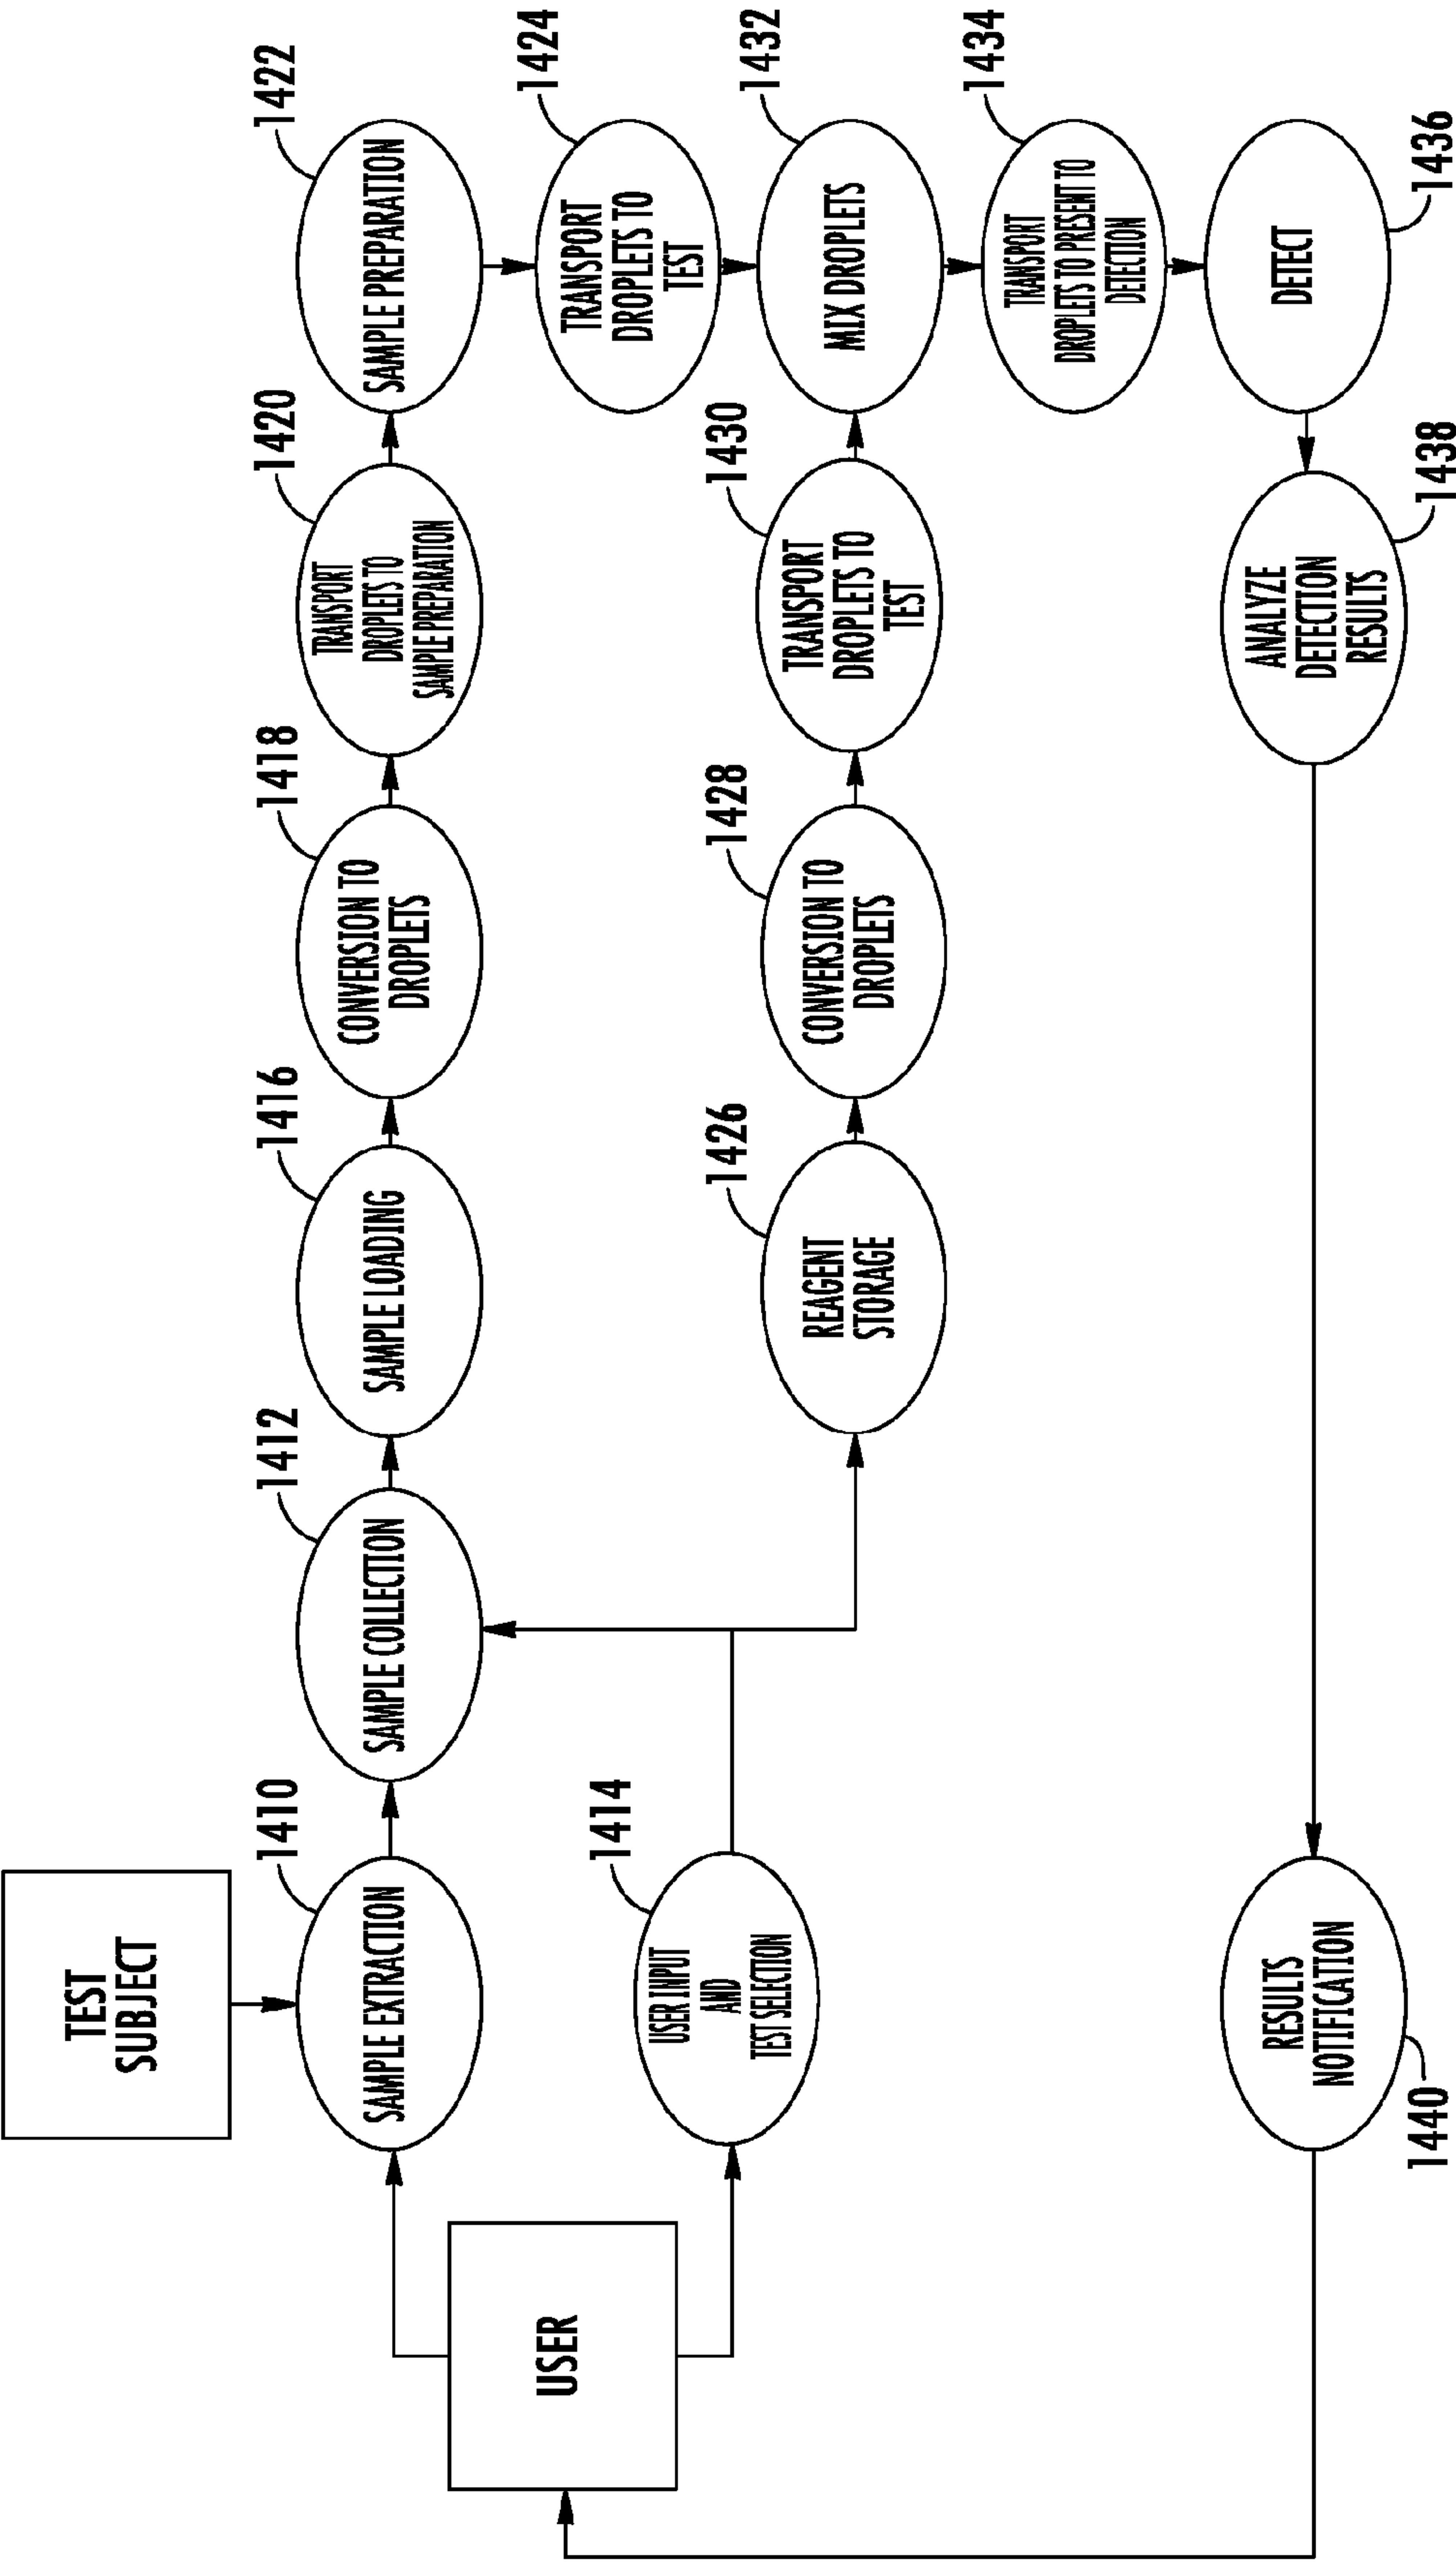 TEST
SUBJECT
USER
1410
SAMPLE EXTRACTION
1412
SAMPLE COLLECTION
1416
SAMPLE LOADING
1418
CONVERSION TO
DROPLETS
1420
TRANSPORT
DROPLETS TO
SAMPLE PREPARATION
1422
SAMPLE PREPARATION
1424
TRANSPORT
DROPLETS TO
TEST
1414
USER INPUT
AND
TEST SELECTION
1426
REAGENT
STORAGE
1428
CONVERSION TO
DROPLETS
1430
TRANSPORT
DROPLETS TO
TEST
1432
MIX DROPLETS
1434
TRANSPORT
DROPLETS TO PRESENT TO
DETECTION
DETECT
1436
ANALYZE
DETECTION
RESULTS
1438
RESULTS
NOTIFICATION
1440